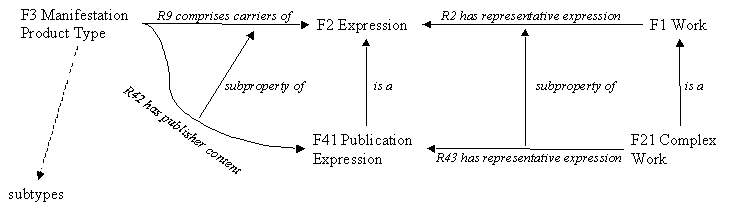 F3 Manifestation
Product Type
R9 comprises carriers of
F2 Expression
R2 has representative expression
F1 Work
subproperty of
is a
subproperty of
is a
R42 has publisher content
F41 Publication
Expression
R43 has representative expression
F21 Complex
Work
subtypes